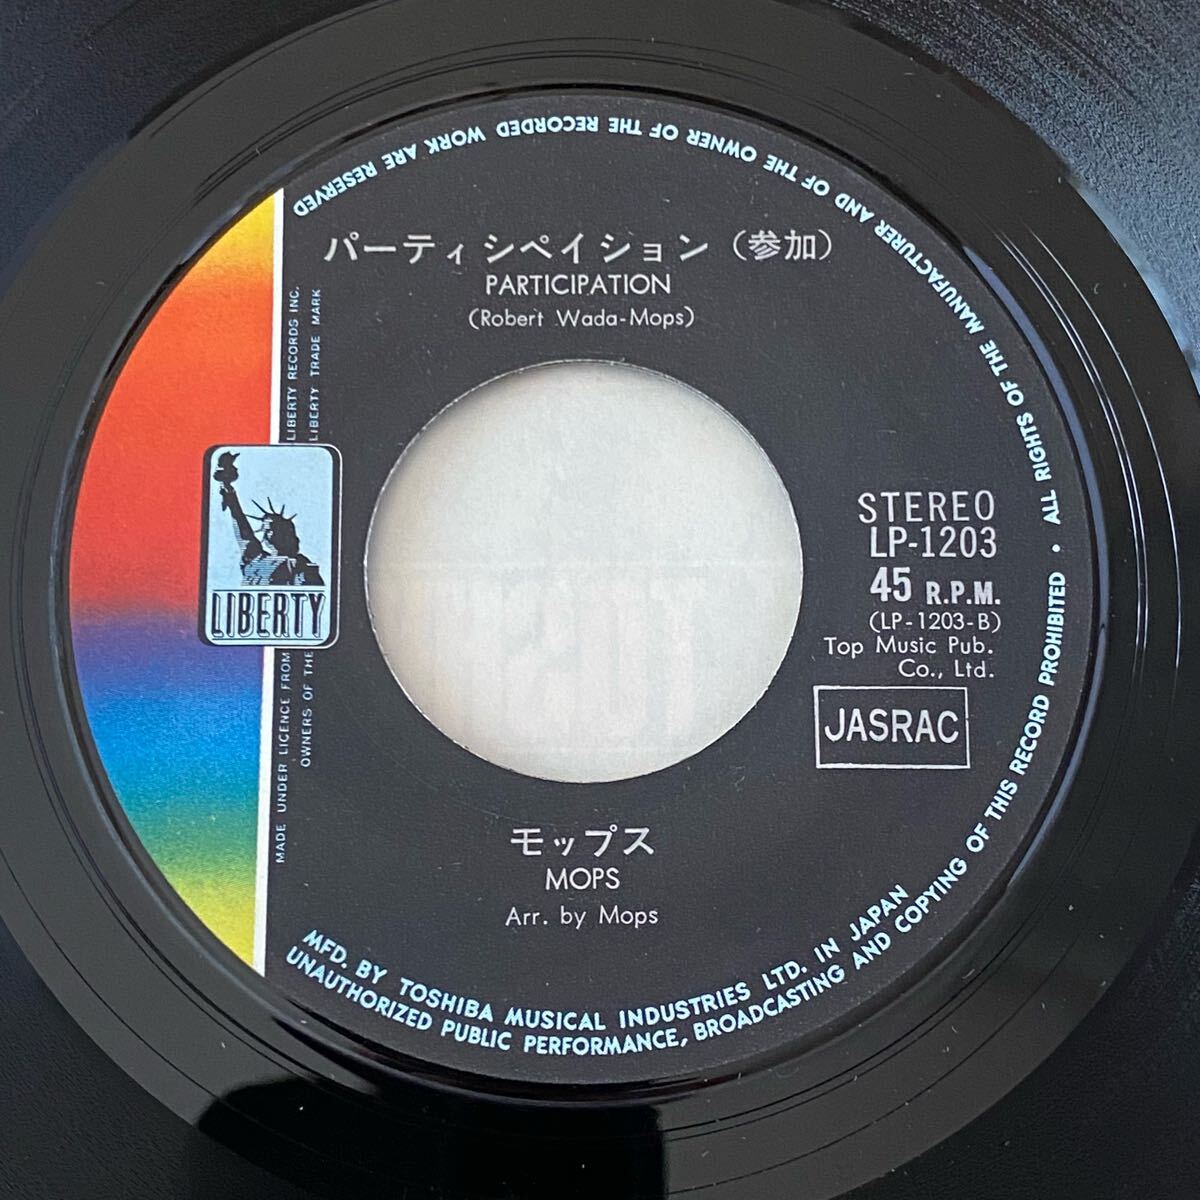 パーティシペイション(参加)
PARTICIPATION
(Robert Wada-Mops)
STEREO
LP-1203
45 R.P.M.
(LP-1203-B)
Top Music Pub.
Co., Ltd.
JASRAC
LIBERTY
モップス
MOPS
Arr. by Mops
MADE UNDER LICENCE FROM LIBERTY RECORDS INC.
OWNERS OF THE LIBERTY TRADE MARK
MFD. BY TOSHIBA MUSICAL INDUSTRIES LTD. IN JAPAN
UNAUTHORIZED PUBLIC PERFORMANCE, BROADCASTING AND COPYING OF THIS RECORD PROHIBITED • ALL RIGHTS OF THE MANUFACTURER AND OF THE OWNER OF THE RECORDED WORK ARE RESERVED